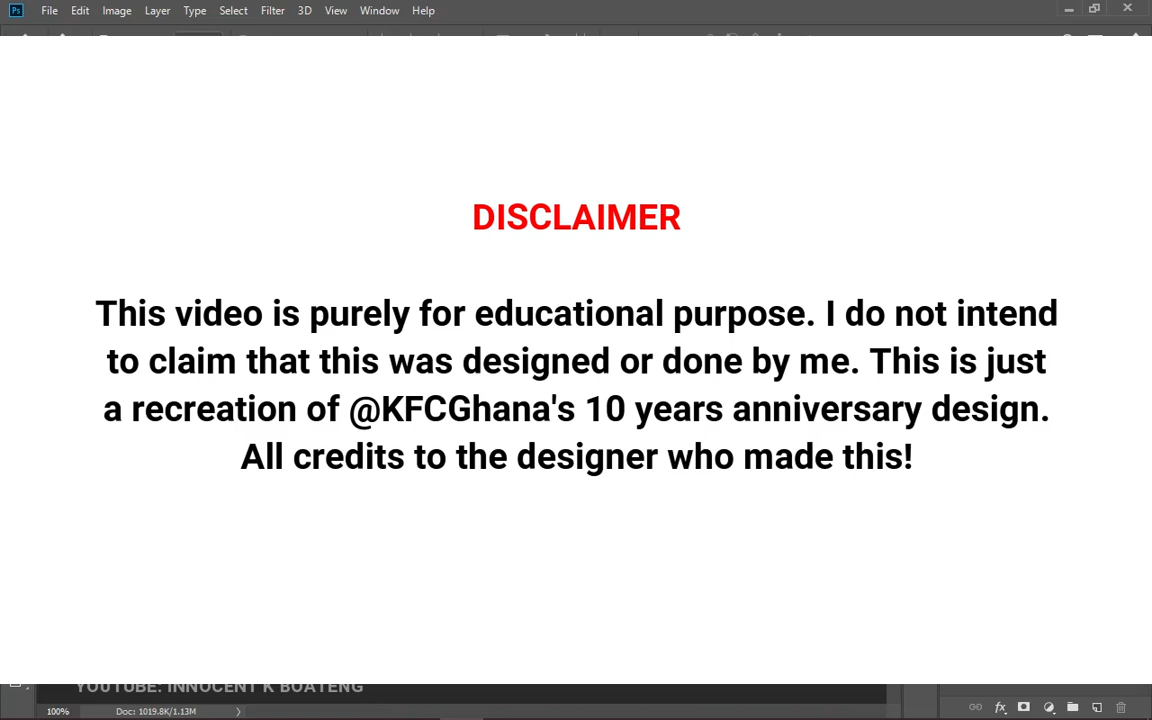 Ps File Edit Image Layer Type Select Filter 3D View Window Help
DISCLAIMER
This video is purely for educational purpose. I do not intend
to claim that this was designed or done by me. This is just
a recreation of @KFCGhana's 10 years anniversary design.
All credits to the designer who made this!
YOUTUBE: INNOCENT K BOATENG
100% Doc: 1019.8K/1.13M
fx